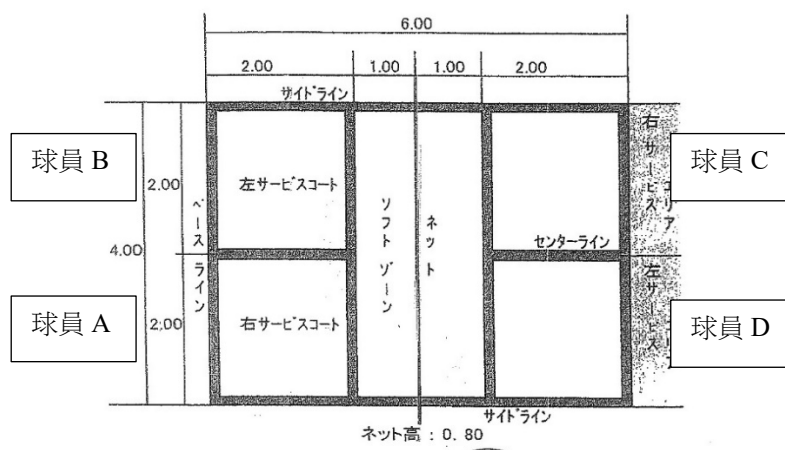 6.00
2.00
1.00
1.00
2.00
サイドライン
球員 B
球員 C
右サービスエリア
2.00
左サービスコート
ベースライン
ソフトゾーン
ネット
センターライン
4.00
球員 A
球員 D
左サービスエリア
2.00
右サービスコート
サイドライン
ネット高：0.80